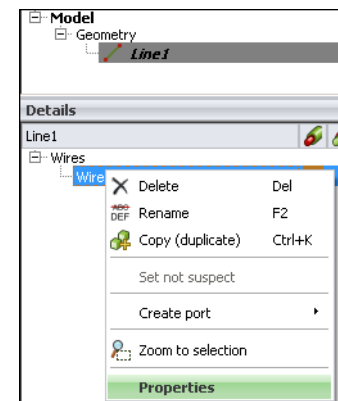 Model
Geometry
Line1
Details
Line1
Wires
Wire
Delete Del
ABC DEF Rename F2
Copy (duplicate) Ctrl+K
Set not suspect
Create port
Zoom to selection
Properties